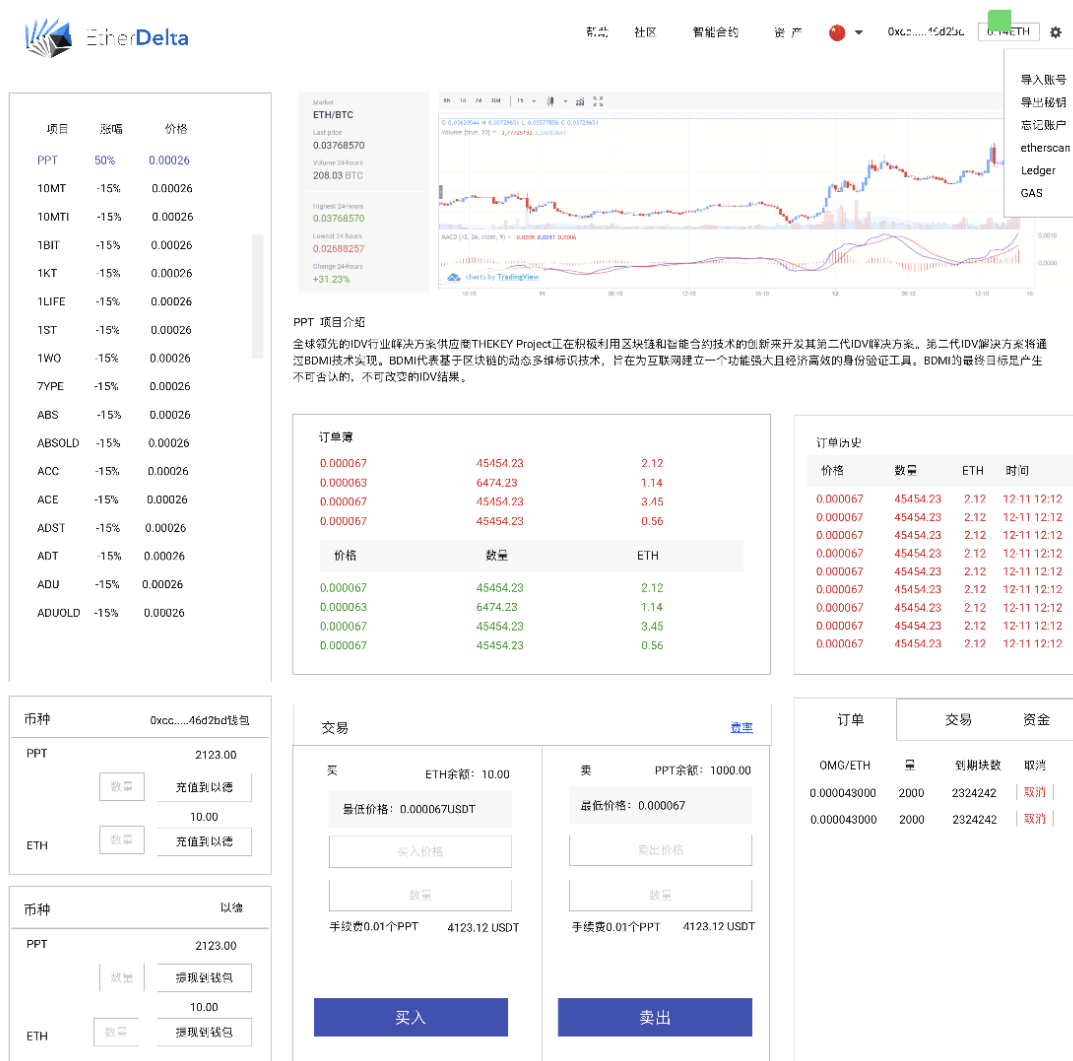 EtherDelta
帮助 社区 智能合约 资 产 0xcc.....46d2bd 0.14ETH
导入账号
导出秘钥
忘记账户
etherscan
Ledger
GAS
项目 涨幅 价格
PPT 50% 0.00026
10MT -15% 0.00026
10MTI -15% 0.00026
1BIT -15% 0.00026
1KT -15% 0.00026
1LIFE -15% 0.00026
1ST -15% 0.00026
1WO -15% 0.00026
7YPE -15% 0.00026
ABS -15% 0.00026
ABSOLD -15% 0.00026
ACC -15% 0.00026
ACE -15% 0.00026
ADST -15% 0.00026
ADT -15% 0.00026
ADU -15% 0.00026
ADUOLD -15% 0.00026
Market
ETH/BTC
Last price
0.03768570
Volume 24-hours
208.03 BTC
Highest 24-hours
0.03768570
Lowest 24-hours
0.02688257
Change 24-hours
+31.23%
1h
Volume (true, 20)
MACD (12, 26, close, 9)
0.0010
0.0000
charts by TradingView
PPT 项目介绍
全球领先的IDV行业解决方案供应商THEKEY Project正在积极利用区块链和智能合约技术的创新来开发其第二代IDV解决方案。第二代IDV解决方案将通
过BDMI技术实现。BDMI代表基于区块链的动态多维标识技术，旨在为互联网建立一个功能强大且经济高效的身份验证工具。BDMI的最终目标是产生
不可否认的，不可改变的IDV结果。
订单簿
0.000067 45454.23 2.12
0.000063 6474.23 1.14
0.000067 45454.23 3.45
0.000067 45454.23 0.56
价格 数量 ETH
0.000067 45454.23 2.12
0.000063 6474.23 1.14
0.000067 45454.23 3.45
0.000067 45454.23 0.56
订单历史
价格 数量 ETH 时间
0.000067 45454.23 2.12 12-11 12:12
0.000067 45454.23 2.12 12-11 12:12
0.000067 45454.23 2.12 12-11 12:12
0.000067 45454.23 2.12 12-11 12:12
0.000067 45454.23 2.12 12-11 12:12
0.000067 45454.23 2.12 12-11 12:12
0.000067 45454.23 2.12 12-11 12:12
0.000067 45454.23 2.12 12-11 12:12
0.000067 45454.23 2.12 12-11 12:12
币种 0xcc.....46d2bd钱包
PPT 2123.00
数量 充值到以德
10.00
ETH 数量 充值到以德
币种 以德
PPT 2123.00
数量 提现到钱包
10.00
ETH 数量 提现到钱包
交易 费率
买 ETH余额：10.00
最低价格：0.000067USDT
买入价格
数量
手续费0.01个PPT 4123.12 USDT
买入
卖 PPT余额：1000.00
最低价格：0.000067
卖出价格
数量
手续费0.01个PPT 4123.12 USDT
卖出
订单 交易 资金
OMG/ETH 量 到期块数 取消
0.000043000 2000 2324242 取消
0.000043000 2000 2324242 取消